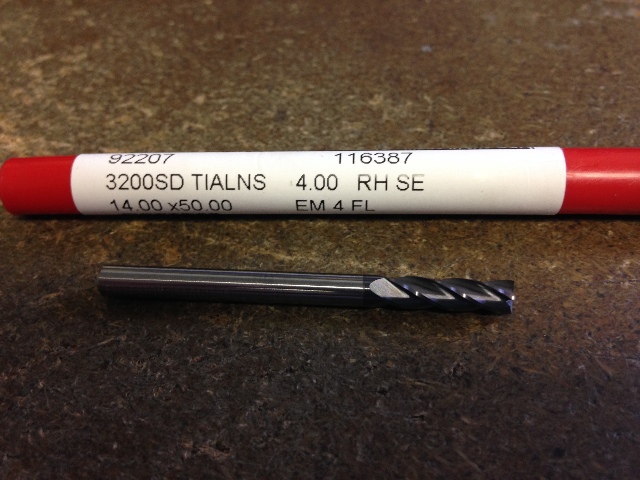 92207 116387
3200SD TIALNS 4.00 RH SE
14.00 x50.00 EM 4 FL